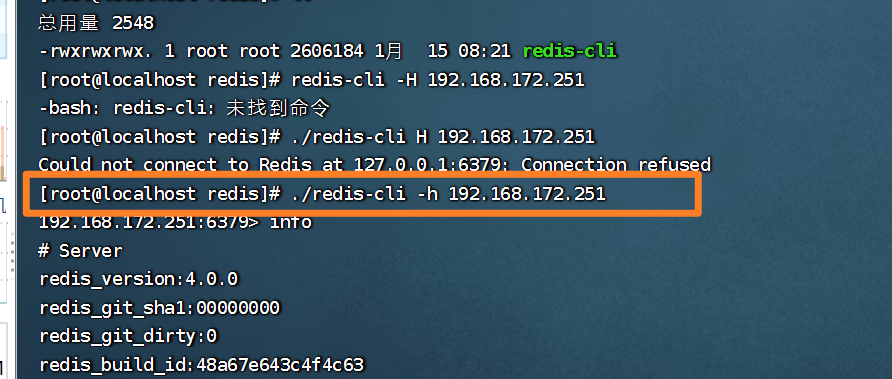 总用量 2548
-rwxrwxrwx. 1 root root 2606184 1月  15 08:21 redis-cli
[root@localhost redis]# redis-cli -H 192.168.172.251
-bash: redis-cli: 未找到命令
[root@localhost redis]# ./redis-cli H 192.168.172.251
Could not connect to Redis at 127.0.0.1:6379: Connection refused
[root@localhost redis]# ./redis-cli -h 192.168.172.251
192.168.172.251:6379> info
# Server
redis_version:4.0.0
redis_git_sha1:00000000
redis_git_dirty:0
redis_build_id:48a67e643c4f4c63